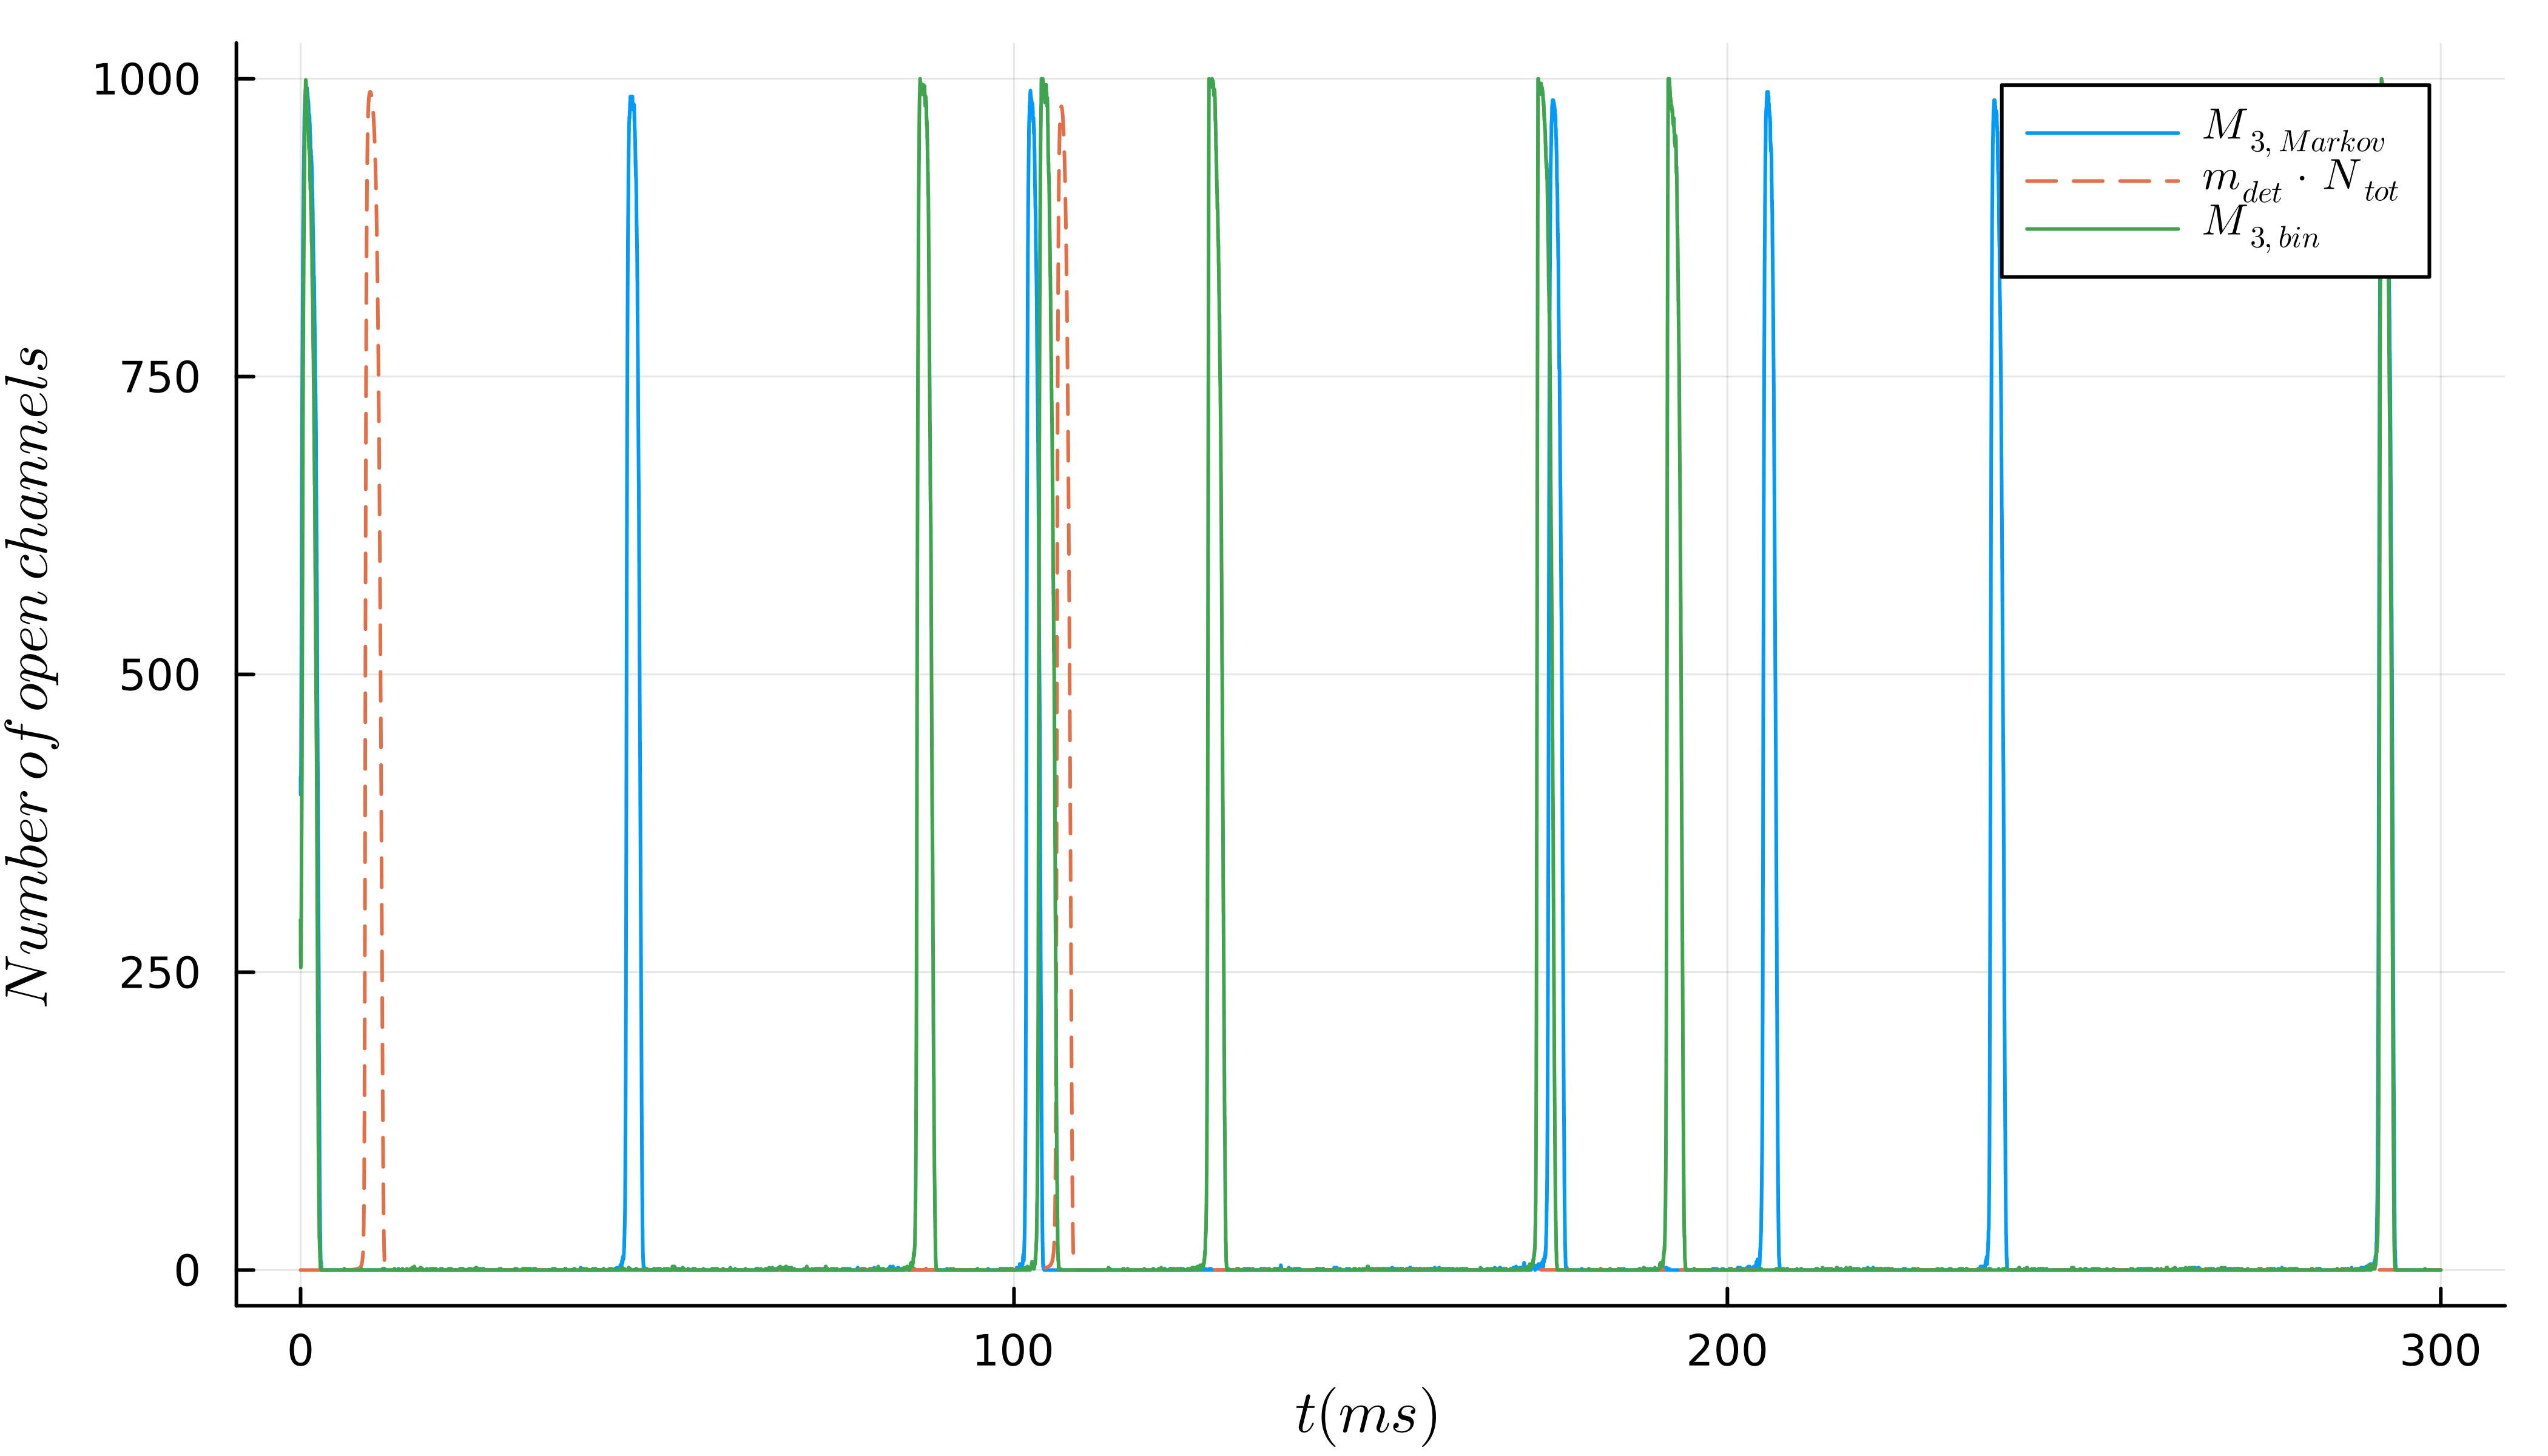 1000
750
500
250
0
Number of open channels
0 100 200 300
t(ms)
M3, Markov
mdet · Ntot
M3, bin